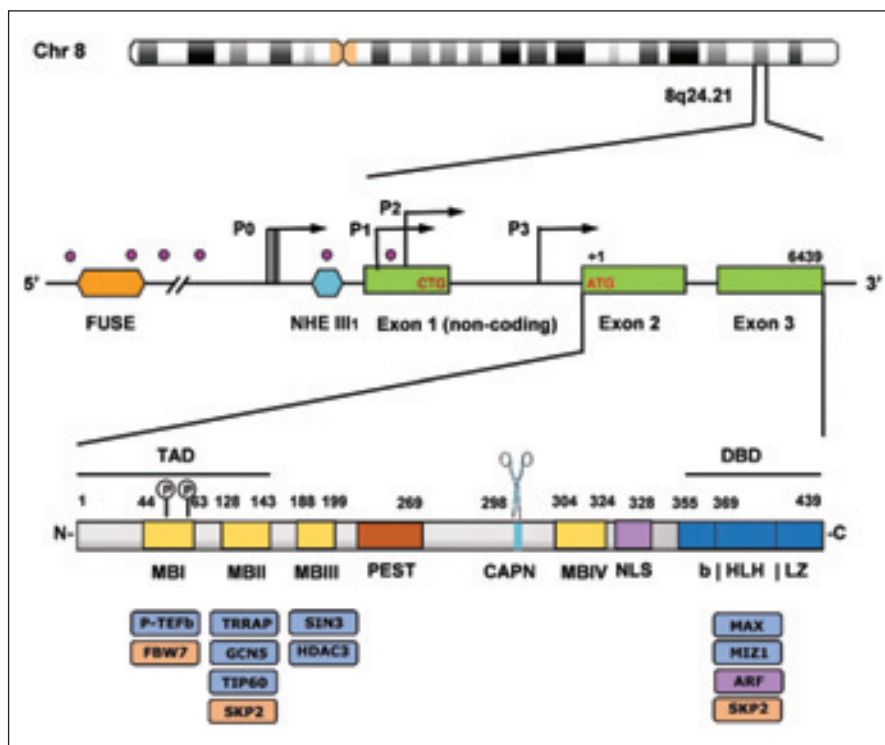 Chr 8
8q24.21
P0
P1
P2
P3
+1
6439
5'
CTG
ATG
3'
FUSE
NHE III1
Exon 1 (non-coding)
Exon 2
Exon 3
TAD
DBD
P
P
1
44
63
128
143
188
199
269
298
304
324
328
355
369
439
N-
-C
MBI
MBII
MBIII
PEST
CAPN
MBIV
NLS
b | HLH | LZ
P-TEFb
TRRAP
SIN3
MAX
FBW7
GCN5
HDAC3
MIZ1
TIP60
ARF
SKP2
SKP2